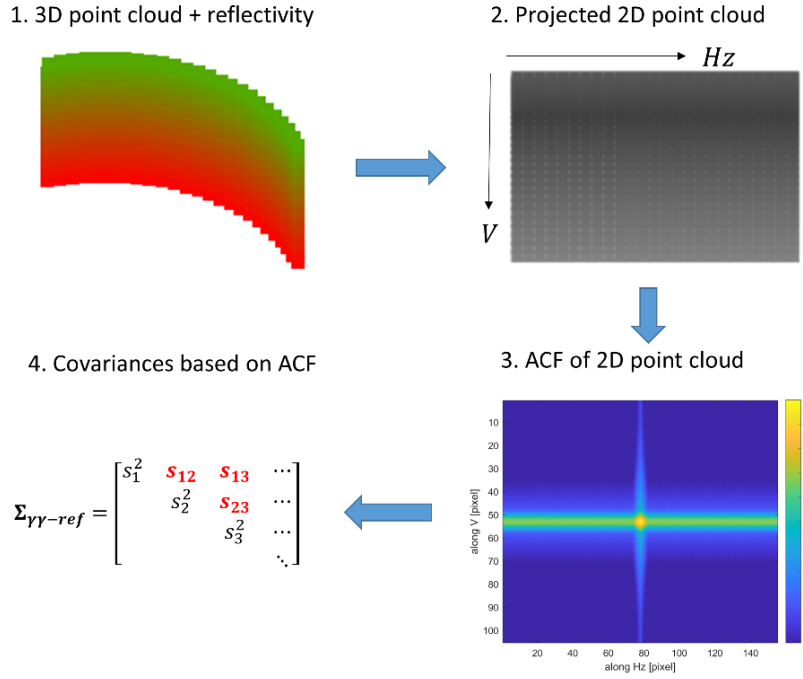 1. 3D point cloud + reflectivity
2. Projected 2D point cloud
Hz
V
3. ACF of 2D point cloud
10
20
30
40
50
60
70
80
90
100
along V [pixel]
20 40 60 80 100 120 140
along Hz [pixel]
4. Covariances based on ACF
Σγγ−ref = [s₁² s₁₂ s₁₃ ⋯
s₂² s₂₃ ⋯
s₃² ⋯
⋱]